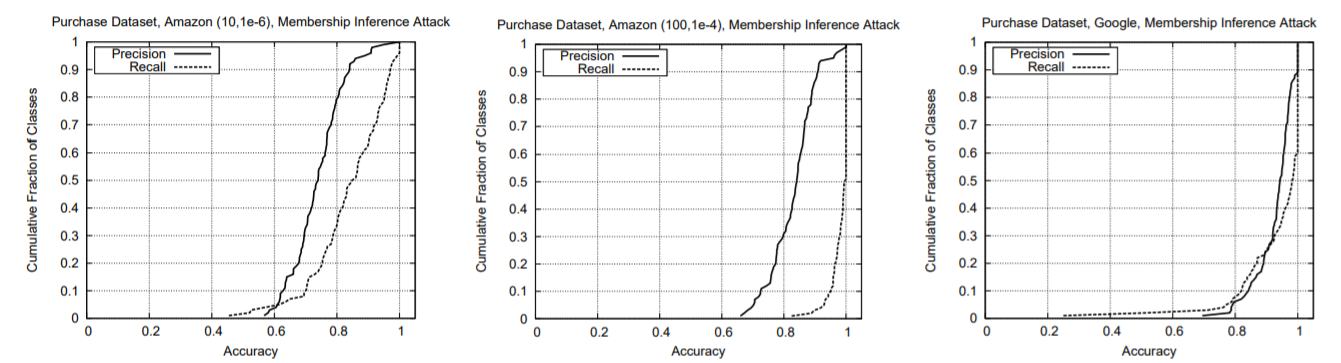 Purchase Dataset, Amazon (10,1e-6), Membership Inference Attack
1
0.9
0.8
0.7
0.6
0.5
0.4
0.3
0.2
0.1
0
Cumulative Fraction of Classes
Precision
Recall
0 0.2 0.4 0.6 0.8 1
Accuracy
Purchase Dataset, Amazon (100,1e-4), Membership Inference Attack
1
0.9
0.8
0.7
0.6
0.5
0.4
0.3
0.2
0.1
0
Cumulative Fraction of Classes
Precision
Recall
0 0.2 0.4 0.6 0.8 1
Accuracy
Purchase Dataset, Google, Membership Inference Attack
1
0.9
0.8
0.7
0.6
0.5
0.4
0.3
0.2
0.1
0
Cumulative Fraction of Classes
Precision
Recall
0 0.2 0.4 0.6 0.8 1
Accuracy